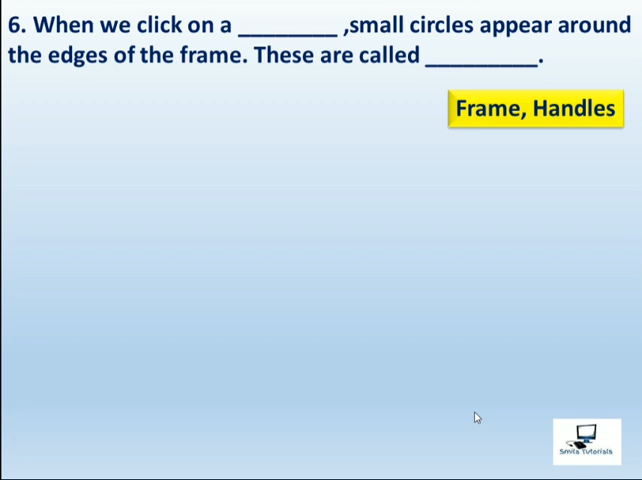 6. When we click on a _________ ,small circles appear around
the edges of the frame. These are called __________.
Frame, Handles
Smita Tutorials